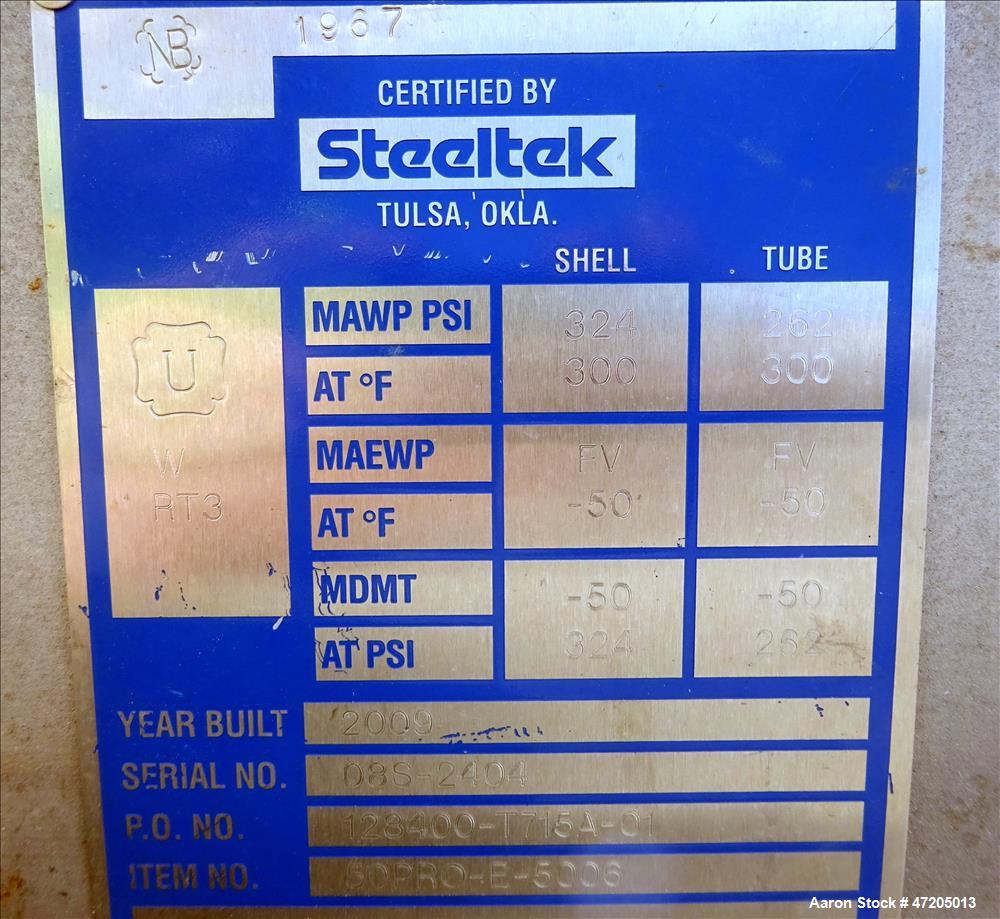 NB 1967
CERTIFIED BY
Steeltek
TULSA, OKLA.
SHELL TUBE
U
W
RT3
MAWP PSI 324 262
AT °F 300 300
MAEWP FV FV
AT °F -50 -50
MDMT -50 -50
AT PSI 324 262
YEAR BUILT 2009
SERIAL NO. 08S-2404
P.O. NO. 128400-T715A-01
ITEM NO. 50PRO-E-5006
Aaron Stock # 47205013